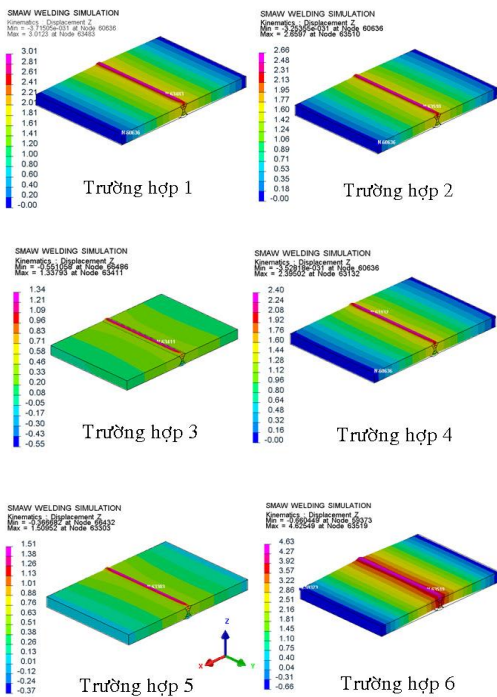 SMAW WELDING SIMULATION
Kinematics : Displacement Z
Min = -3.71505e-031 at Node 60636
Max = 3.0123 at Node 63483
3.01
2.81
2.61
2.41
2.21
2.01
1.81
1.61
1.41
1.20
1.00
0.80
0.60
0.40
0.20
-0.00
N 60636
Trường hợp 1
SMAW WELDING SIMULATION
Kinematics : Displacement Z
Min = -3.25355e-031 at Node 60636
Max = 2.6597 at Node 63510
2.66
2.48
2.31
2.13
1.95
1.77
1.60
1.42
1.24
1.06
0.89
0.71
0.53
0.35
0.18
-0.00
N 60636
Trường hợp 2
SMAW WELDING SIMULATION
Kinematics : Displacement Z
Min = -0.551058 at Node 66486
Max = 1.33793 at Node 63411
1.34
1.21
1.09
0.96
0.83
0.71
0.58
0.46
0.33
0.20
0.08
-0.05
-0.17
-0.30
-0.43
-0.55
N 63411
Trường hợp 3
SMAW WELDING SIMULATION
Kinematics : Displacement Z
at Node 60636
Max = 2.39502 at Node 63132
2.40
2.24
2.08
1.92
1.76
1.60
1.44
1.28
1.12
0.96
0.80
0.64
0.48
0.32
0.16
-0.00
N 63132
N 60636
Trường hợp 4
SMAW WELDING SIMULATION
Kinematics : Displacement Z
Min = -0.366682 at Node 66432
Max = 1.50952 at Node 63303
1.51
1.38
1.26
1.13
1.01
0.88
0.76
0.63
0.51
0.38
0.26
0.13
0.01
-0.12
-0.24
-0.37
N 63303
Trường hợp 5
Z
X
Y
SMAW WELDING SIMULATION
Kinematics : Displacement Z
Min = -0.660449 at Node 59373
Max = 4.62549 at Node 63519
4.63
4.27
3.92
3.57
3.22
2.86
2.51
2.16
1.81
1.45
1.10
0.75
0.40
0.04
-0.31
-0.66
N 59373
N 63519
Trường hợp 6